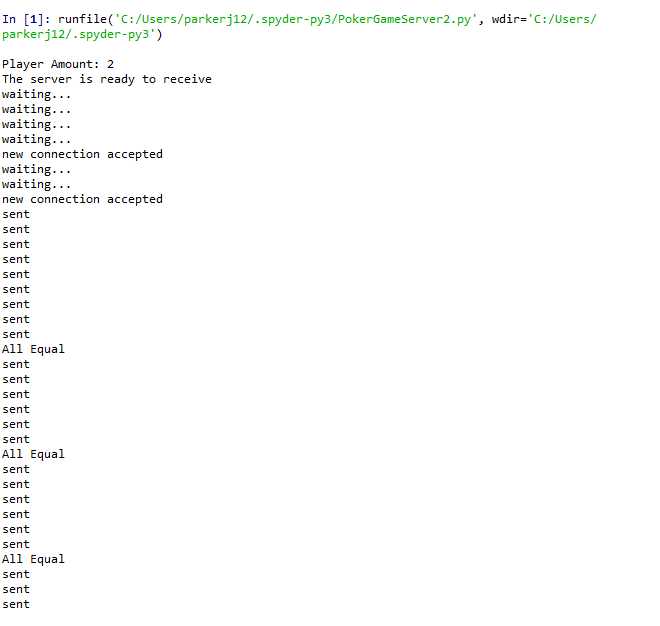 In [1]: runfile('C:/Users/parkerj12/.spyder-py3/PokerGameServer2.py', wdir='C:/Users/
parkerj12/.spyder-py3')
Player Amount: 2
The server is ready to receive
waiting...
waiting...
waiting...
waiting...
new connection accepted
waiting...
waiting...
new connection accepted
sent
sent
sent
sent
sent
sent
sent
sent
sent
All Equal
sent
sent
sent
sent
sent
sent
All Equal
sent
sent
sent
sent
sent
sent
All Equal
sent
sent
sent